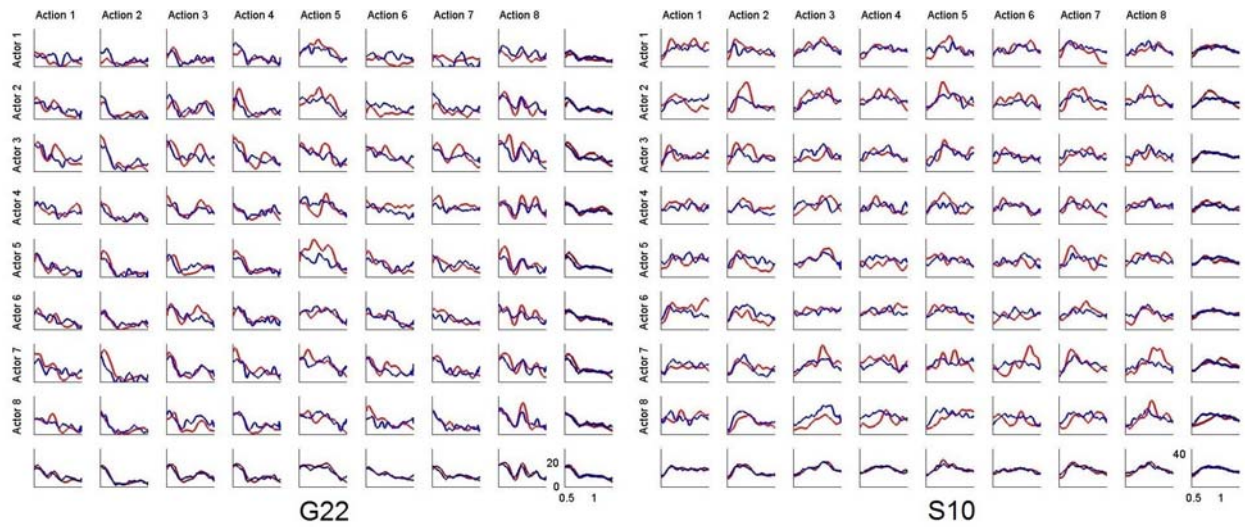 Action 1 Action 2 Action 3 Action 4 Action 5 Action 6 Action 7 Action 8 Action 1 Action 2 Action 3 Action 4 Action 5 Action 6 Action 7 Action 8
Actor 1 Actor 1
Actor 2 Actor 2
Actor 3 Actor 3
Actor 4 Actor 4
Actor 5 Actor 5
Actor 6 Actor 6
Actor 7 Actor 7
Actor 8 Actor 8
20 40
0
0.5 1 0.5 1
G22 S10